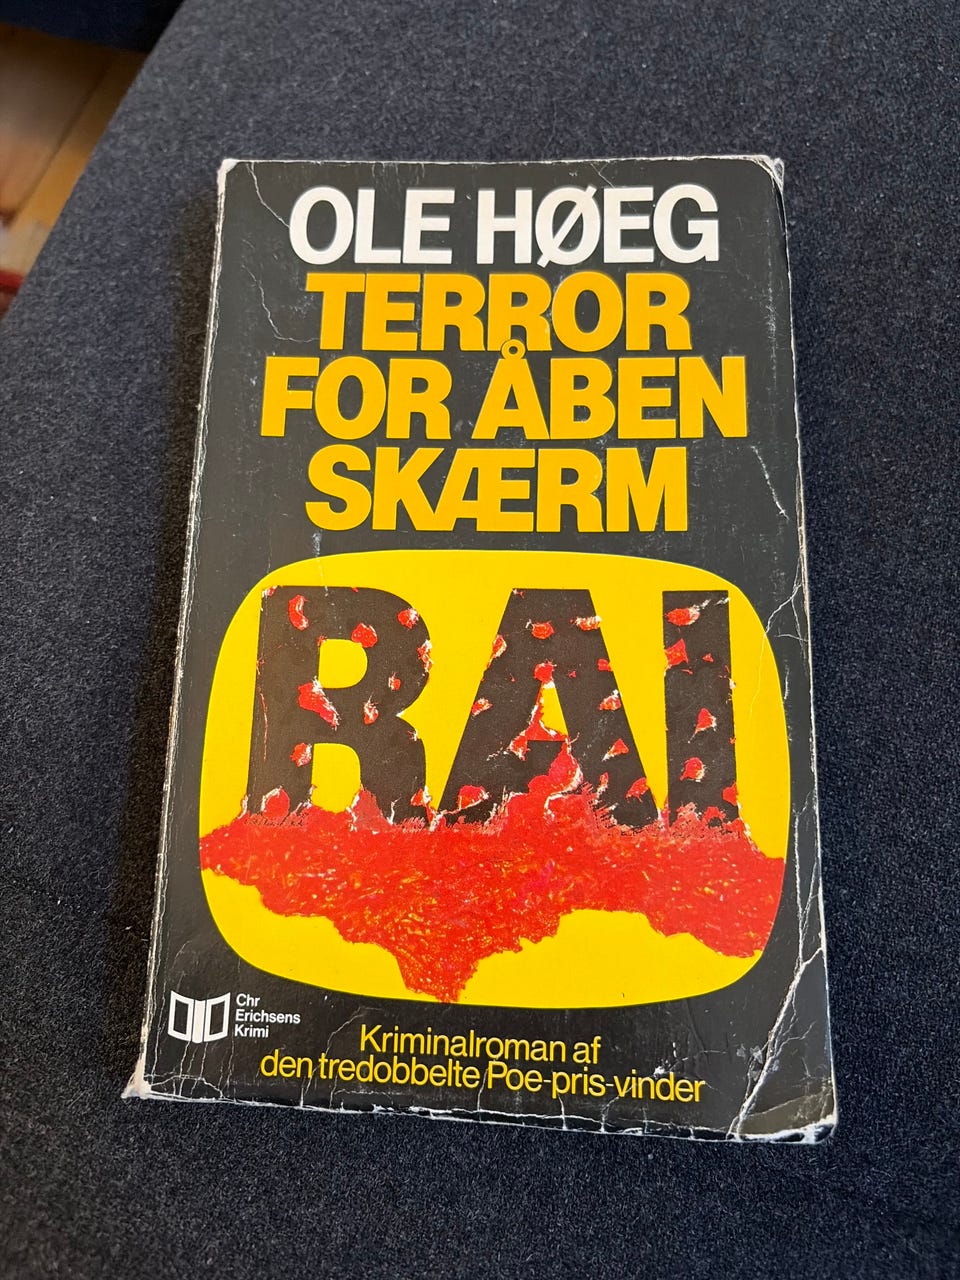 OLE HØEG
TERROR
FOR ÅBEN
SKÆRM
RAI
Chr
Erichsens
Krimi
Kriminalroman af
den tredobbelte Poe-pris-vinder